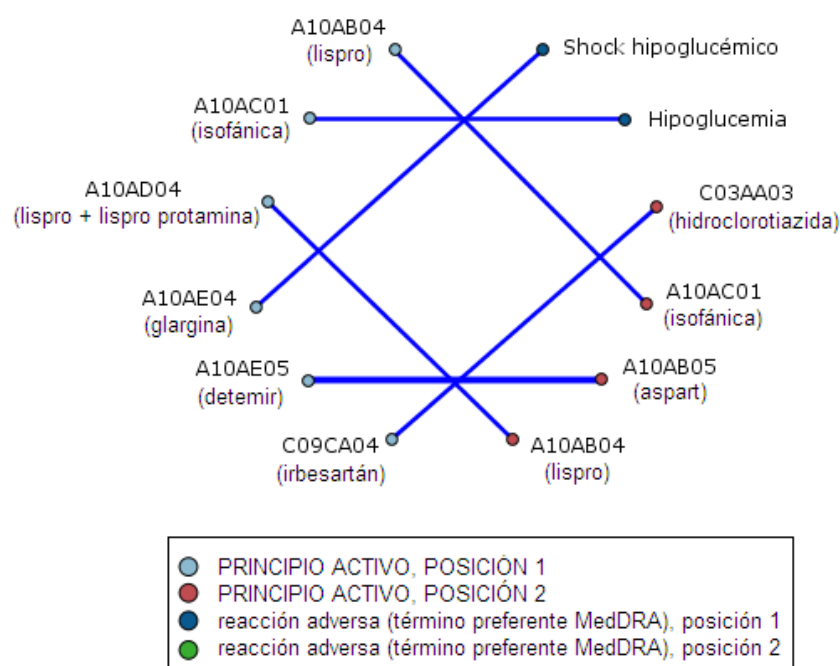 A10AB04
(lispro)
Shock hipoglucémico
A10AC01
(isofánica)
Hipoglucemia
A10AD04
(lispro + lispro protamina)
C03AA03
(hidroclorotiazida)
A10AE04
(glargina)
A10AC01
(isofánica)
A10AE05
(detemir)
A10AB05
(aspart)
C09CA04
(irbesartán)
A10AB04
(lispro)
PRINCIPIO ACTIVO, POSICIÓN 1
PRINCIPIO ACTIVO, POSICIÓN 2
reacción adversa (término preferente MedDRA), posición 1
reacción adversa (término preferente MedDRA), posición 2